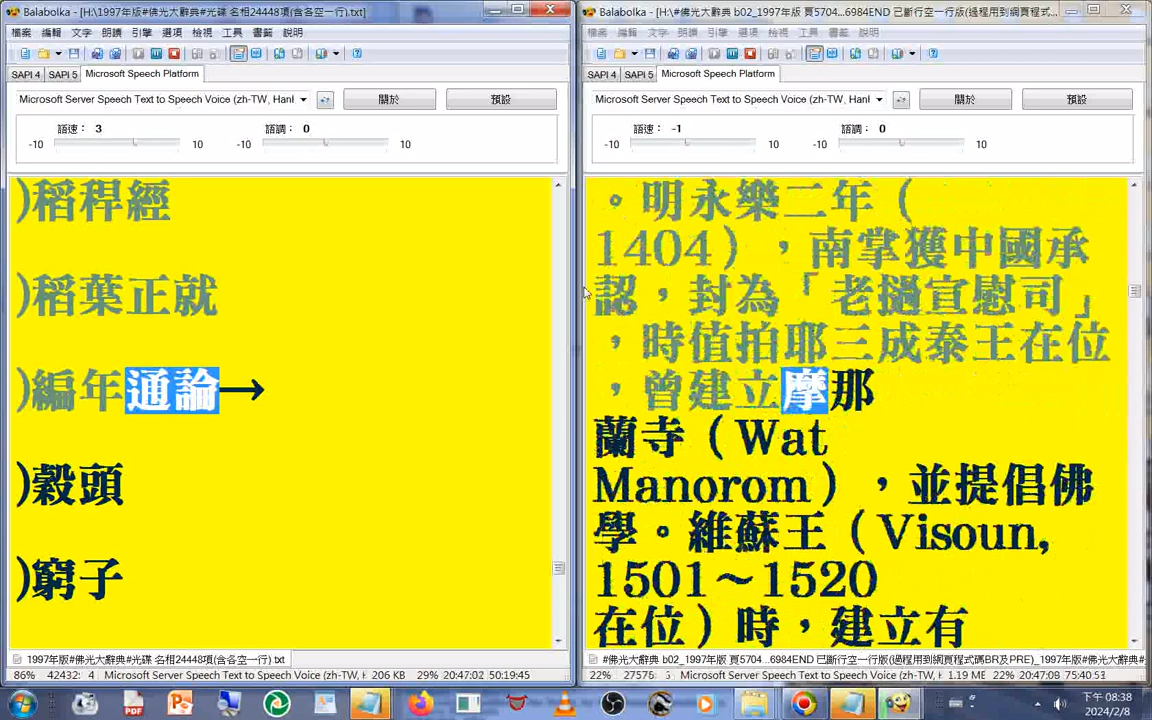 Balabolka - [H:\1997年版#佛光大辭典#光碟 名相24448項(含各空一行).txt]
檔案 編輯 文字 朗讀 引擎 選項 檢視 工具 書籤 說明
SAPI 4 SAPI 5 Microsoft Speech Platform
Microsoft Server Speech Text to Speech Voice (zh-TW, Hanl 關於 預設
語速： 3 語調： 0
-10 10 -10 10
)稻稈經
)稻葉正就
)編年通論→
)穀頭
)窮子
1997年版#佛光大辭典#光碟 名相24448項(含各空一行).txt
86% 42432: 4 Microsoft Server Speech Text to Speech Voice (zh-TW, 206 KB 29% 20:47:02 50:19:45
Balabolka - [H:\#佛光大辭典 b02_1997年版 頁5704...6984END 已斷行空一行版(過程用到網頁程式...
檔案 編輯 文字 朗讀 引擎 選項 檢視 工具 書籤 說明
SAPI 4 SAPI 5 Microsoft Speech Platform
Microsoft Server Speech Text to Speech Voice (zh-TW, Hanl 關於 預設
語速： -1 語調： 0
-10 10 -10 10
。明永樂二年（
1404），南掌獲中國承
認，封為「老撾宣慰司」
，時值拍耶三成泰王在位
，曾建立摩那
蘭寺（Wat
Manorom），並提倡佛
學。維蘇王（Visoun,
1501～1520
在位）時，建立有
#佛光大辭典 b02_1997年版 頁5704...6984END 已斷行空一行版(過程用到網頁程式碼BR及PRE)_1997年版#
22% 27576: Microsoft Server Speech Text to Speech Voice (zh-TW, 1.19 ME 22% 20:47:08 75:40:51
下午 08:38
2024/2/8